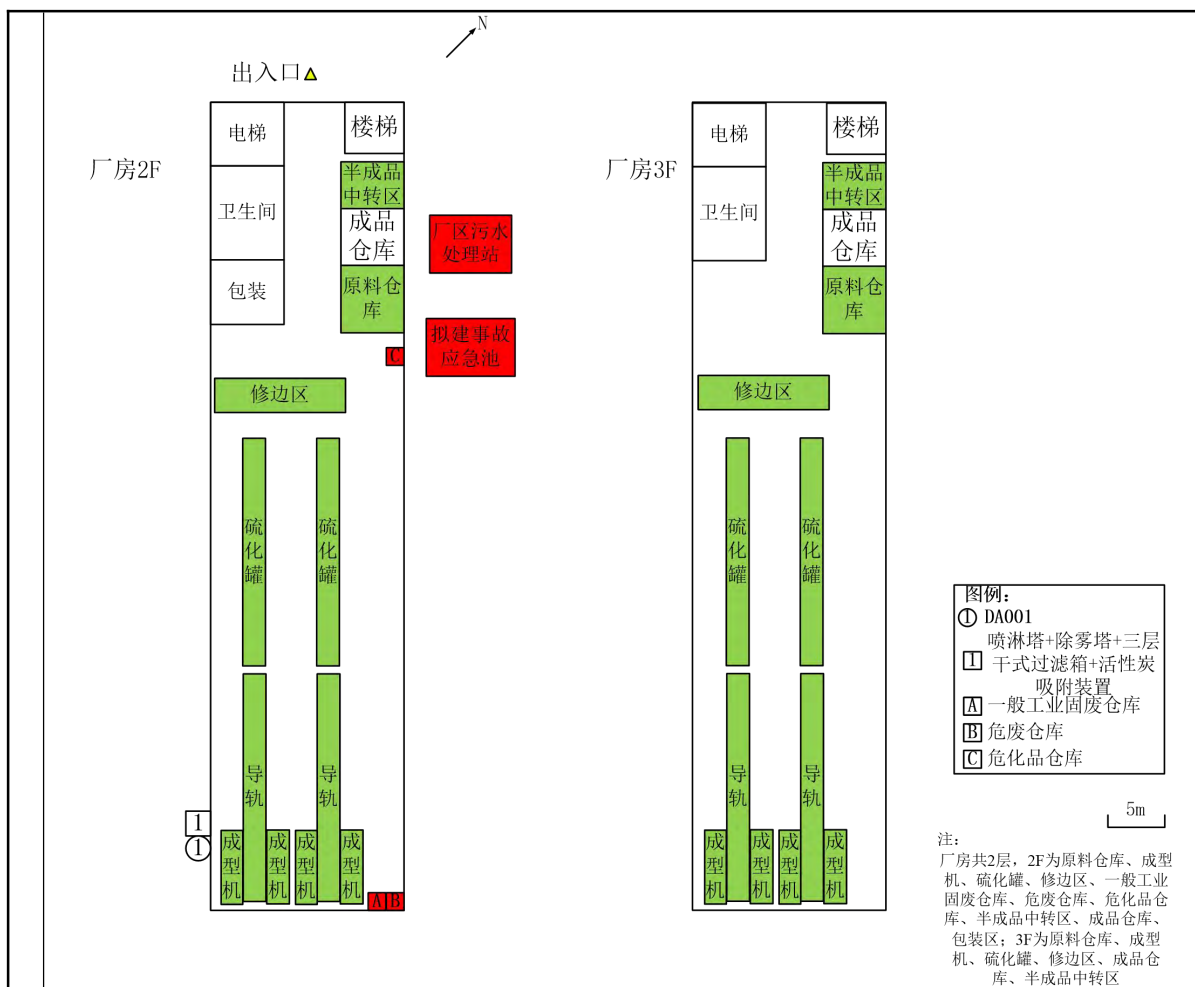 N
出入口
厂房2F
电梯
楼梯
半成品
中转区
卫生间
成品
仓库
包装
原料仓
库
厂区污水
处理站
拟建事故
应急池
C
修边区
硫化罐
硫化罐
导轨
导轨
成型机
成型机
成型机
成型机
1
1
A B
厂房3F
电梯
楼梯
半成品
中转区
卫生间
成品
仓库
原料仓
库
修边区
硫化罐
硫化罐
导轨
导轨
成型机
成型机
成型机
成型机
图例：
① DA001
1 喷淋塔+除雾塔+三层
干式过滤箱+活性炭
吸附装置
A 一般工业固废仓库
B 危废仓库
C 危化品仓库
5m
注：
厂房共2层，2F为原料仓库、成型
机、硫化罐、修边区、一般工业
固废仓库、危废仓库、危化品仓
库、半成品中转区、成品仓库、
包装区；3F为原料仓库、成型
机、硫化罐、修边区、成品仓
库、半成品中转区